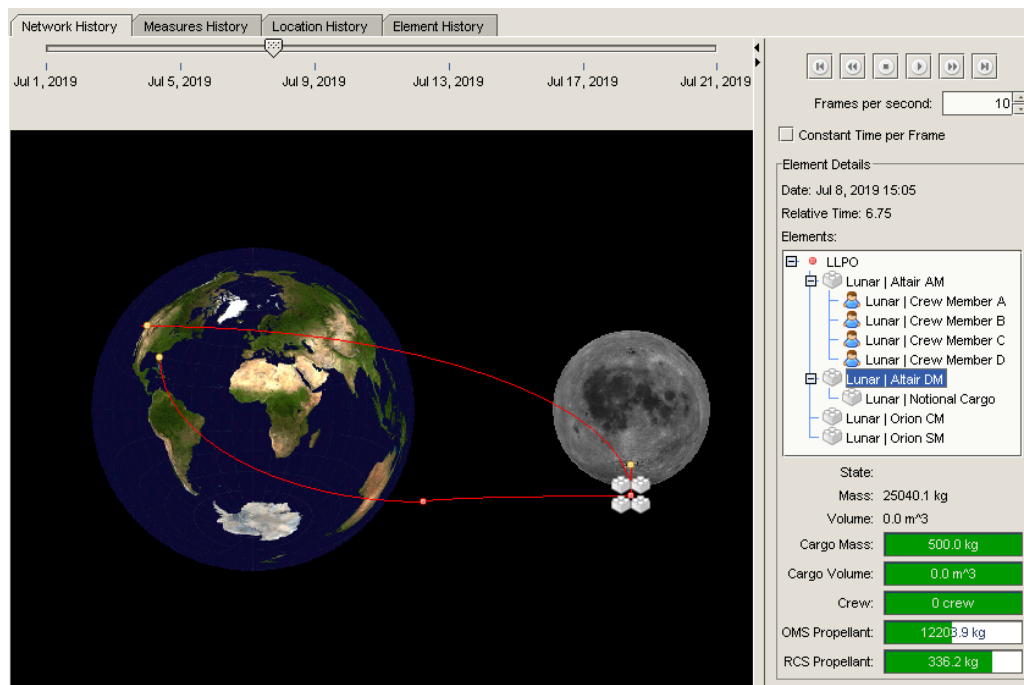 Network History
Measures History
Location History
Element History
Jul 1, 2019
Jul 5, 2019
Jul 9, 2019
Jul 13, 2019
Jul 17, 2019
Jul 21, 2019
Frames per second: 10
Constant Time per Frame
Element Details
Date: Jul 8, 2019 15:05
Relative Time: 6.75
Elements:
LLPO
Lunar | Altair AM
Lunar | Crew Member A
Lunar | Crew Member B
Lunar | Crew Member C
Lunar | Crew Member D
Lunar | Altair DM
Lunar | Notional Cargo
Lunar | Orion CM
Lunar | Orion SM
State:
Mass: 25040.1 kg
Volume: 0.0 m^3
Cargo Mass: 500.0 kg
Cargo Volume: 0.0 m^3
Crew: 0 crew
OMS Propellant: 12203.9 kg
RCS Propellant: 336.2 kg